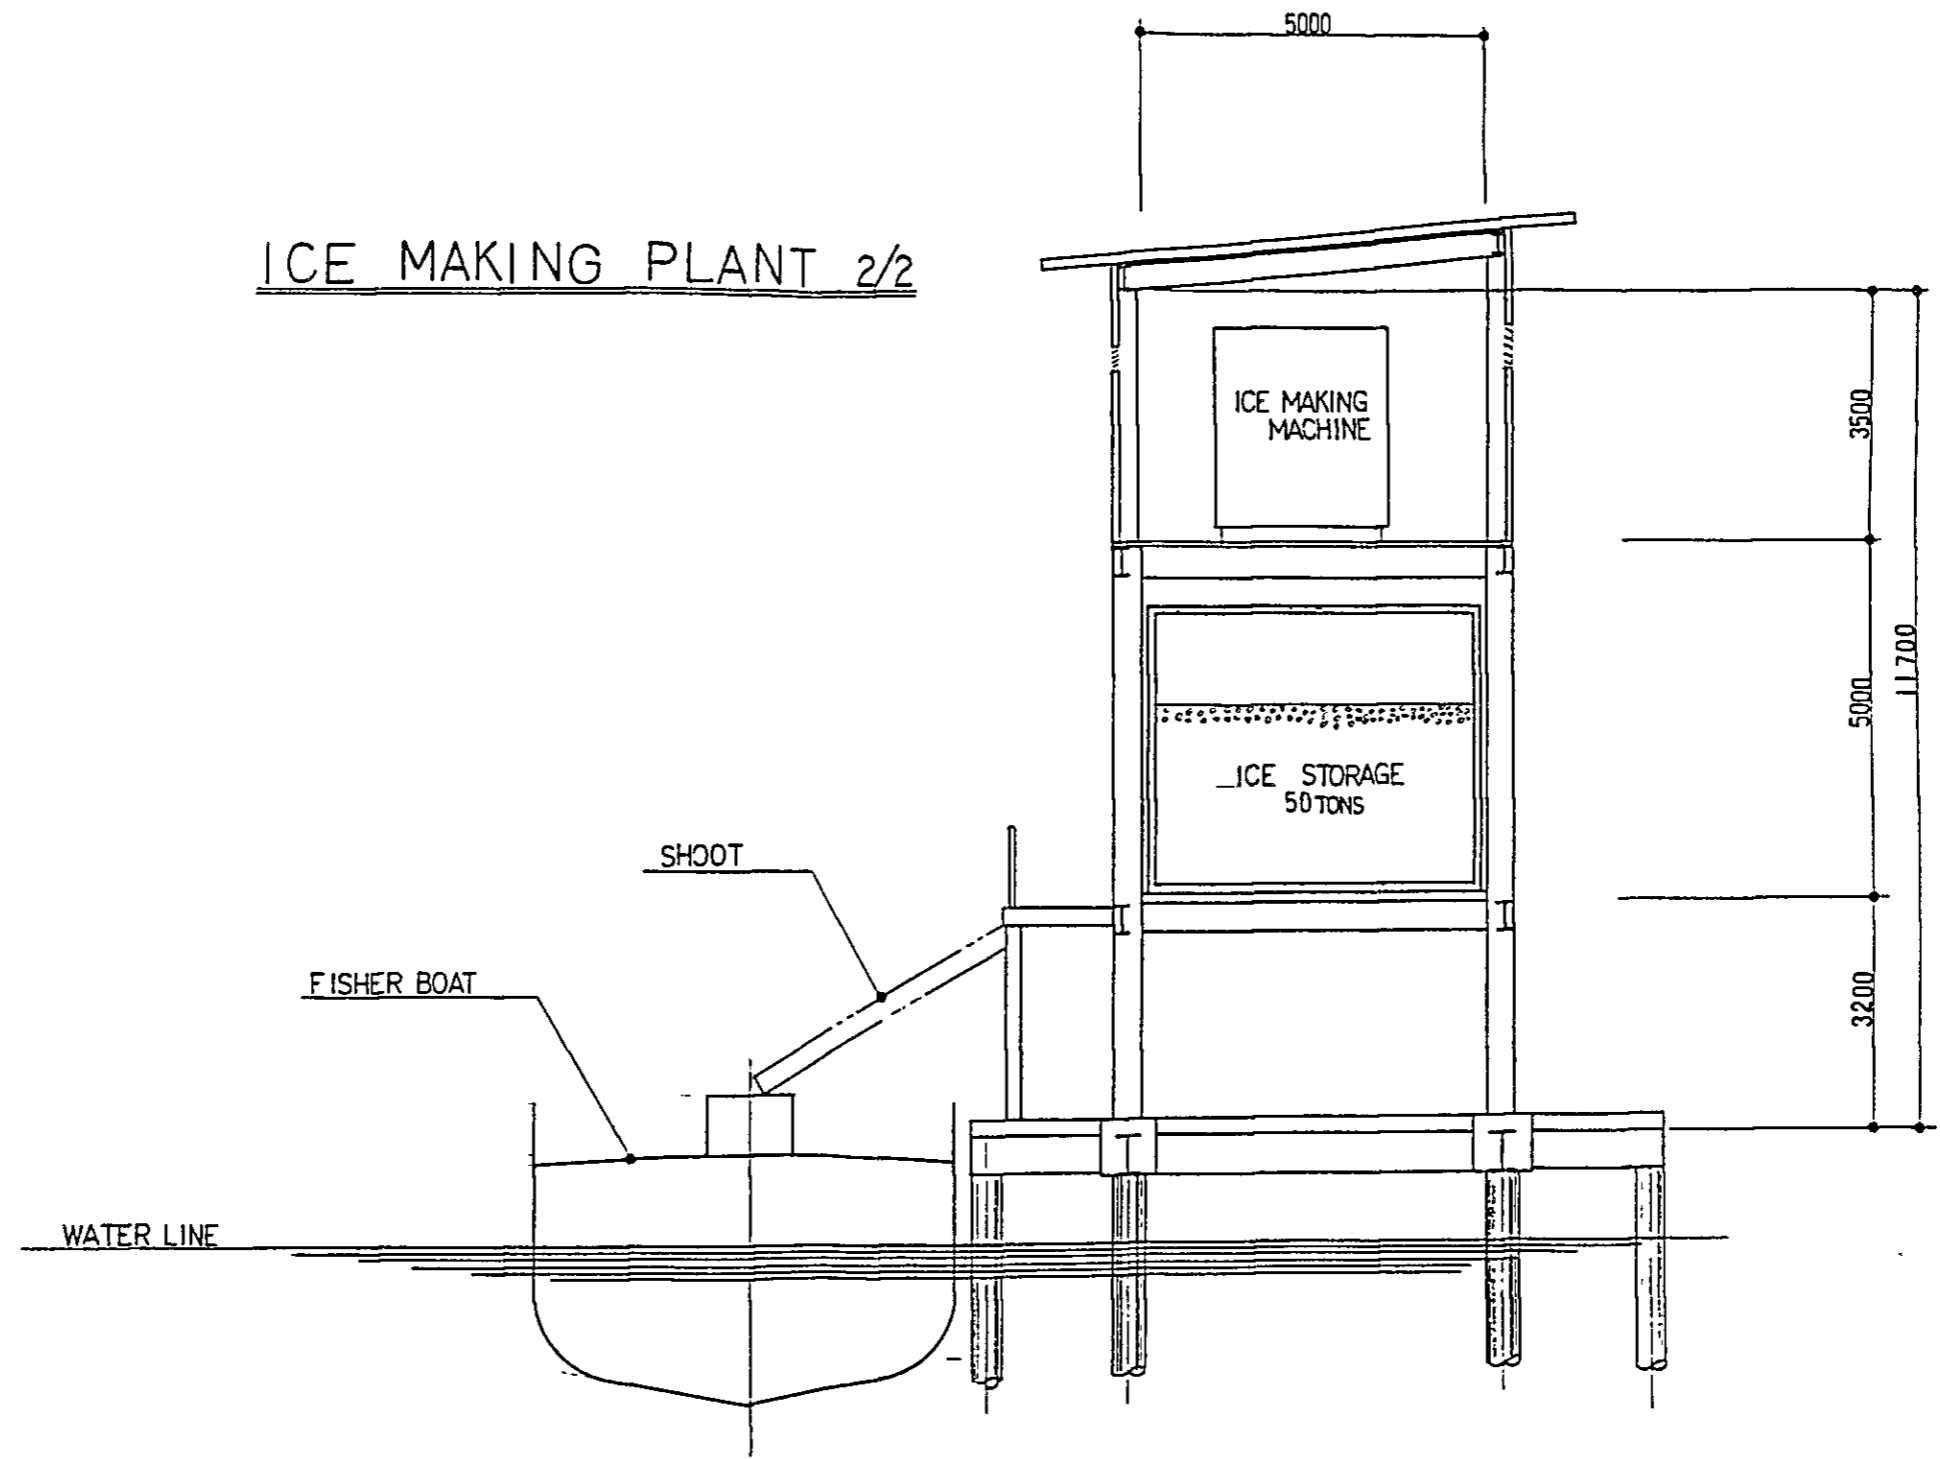 5000
ICE MAKING PLANT 2/2
ICE MAKING
MACHINE
3500
11700
5000
ICE STORAGE
50 TONS
SHOOT
FISHER BOAT
3200
WATER LINE